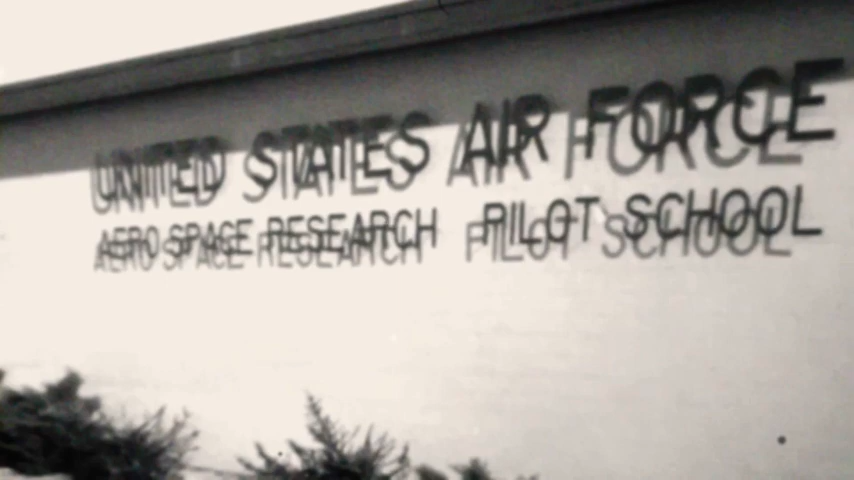 UNITED STATES AIR FORCE
AERO SPACE RESEARCH PILOT SCHOOL